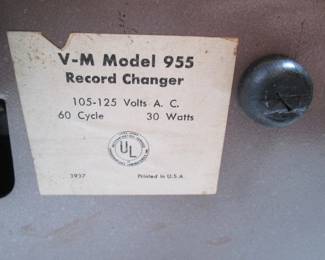 V-M Model 955
Record Changer
105-125 Volts A. C.
60 Cycle 30 Watts
UL
3937 Printed in U.S.A.